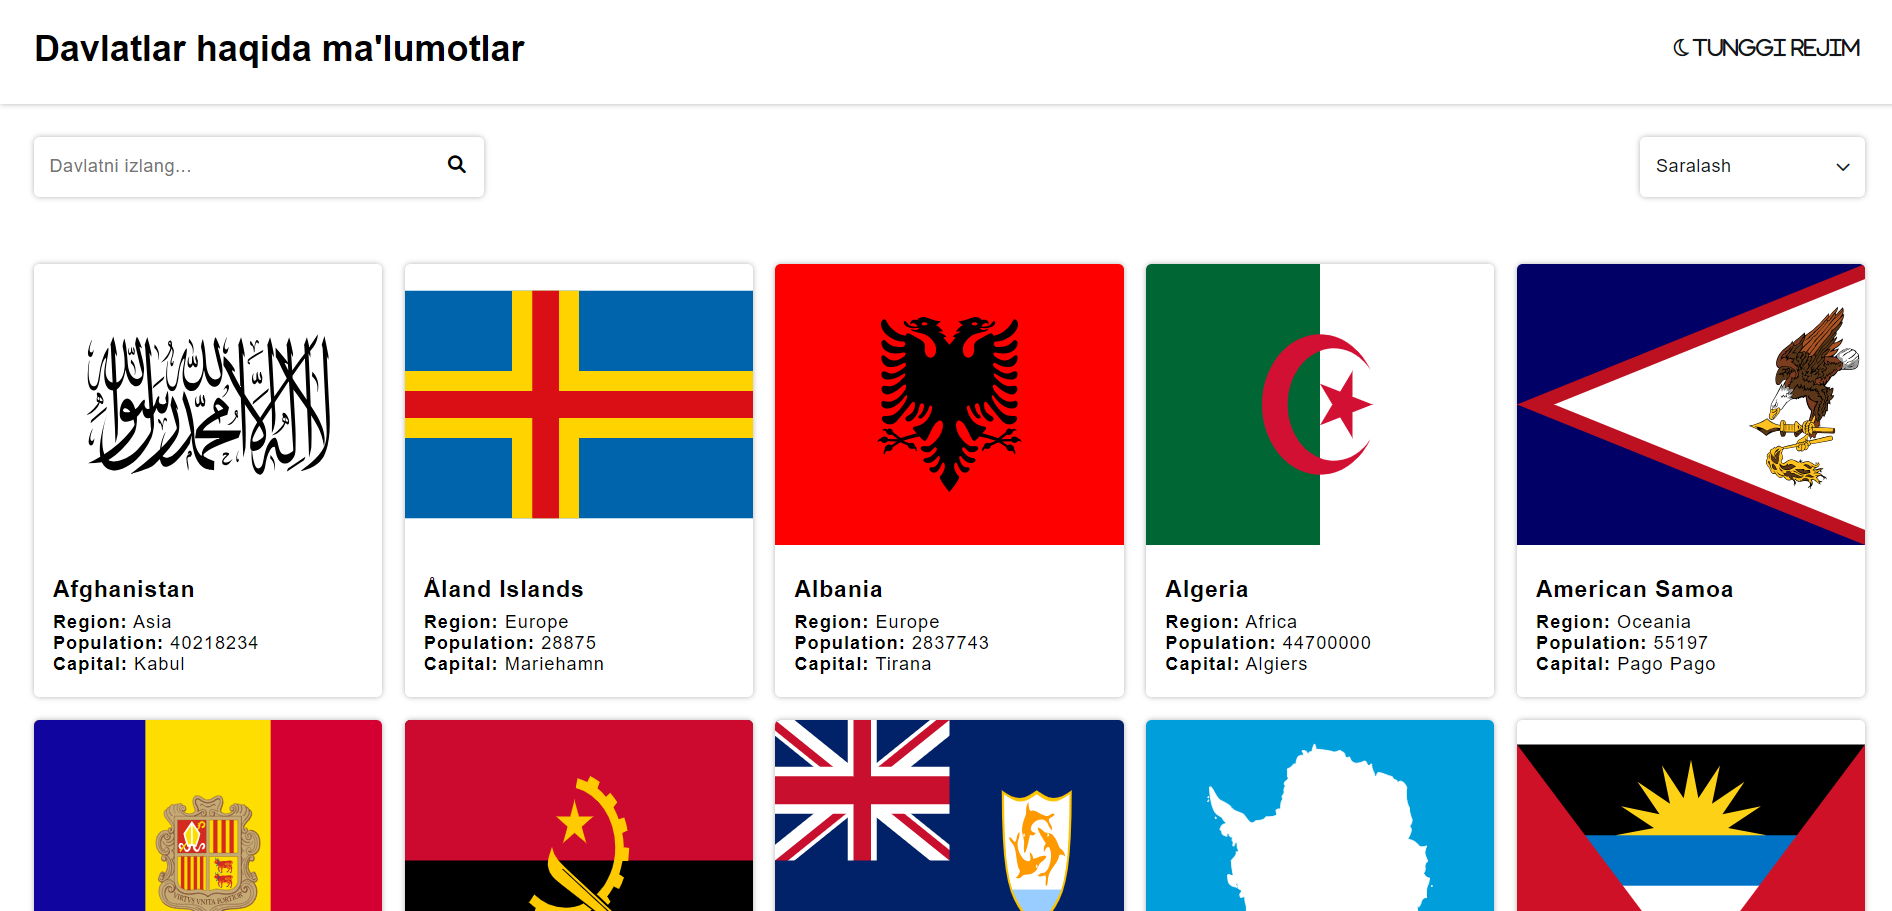 Davlatlar haqida ma'lumotlar
TUNGGI REJIM
Davlatni izlang...
Saralash
لا إله إلا الله محمد رسول الله
Afghanistan
Region: Asia
Population: 40218234
Capital: Kabul
Åland Islands
Region: Europe
Population: 28875
Capital: Mariehamn
Albania
Region: Europe
Population: 2837743
Capital: Tirana
Algeria
Region: Africa
Population: 44700000
Capital: Algiers
American Samoa
Region: Oceania
Population: 55197
Capital: Pago Pago
VIRTVS VNITA FORTIOR